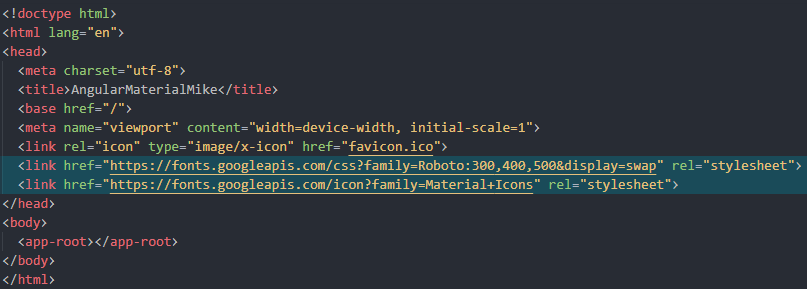 <!doctype html>
<html lang="en">
<head>
  <meta charset="utf-8">
  <title>AngularMaterialMike</title>
  <base href="/">
  <meta name="viewport" content="width=device-width, initial-scale=1">
  <link rel="icon" type="image/x-icon" href="favicon.ico">
  <link href="https://fonts.googleapis.com/css?family=Roboto:300,400,500&display=swap" rel="stylesheet">
  <link href="https://fonts.googleapis.com/icon?family=Material+Icons" rel="stylesheet">
</head>
<body>
  <app-root></app-root>
</body>
</html>